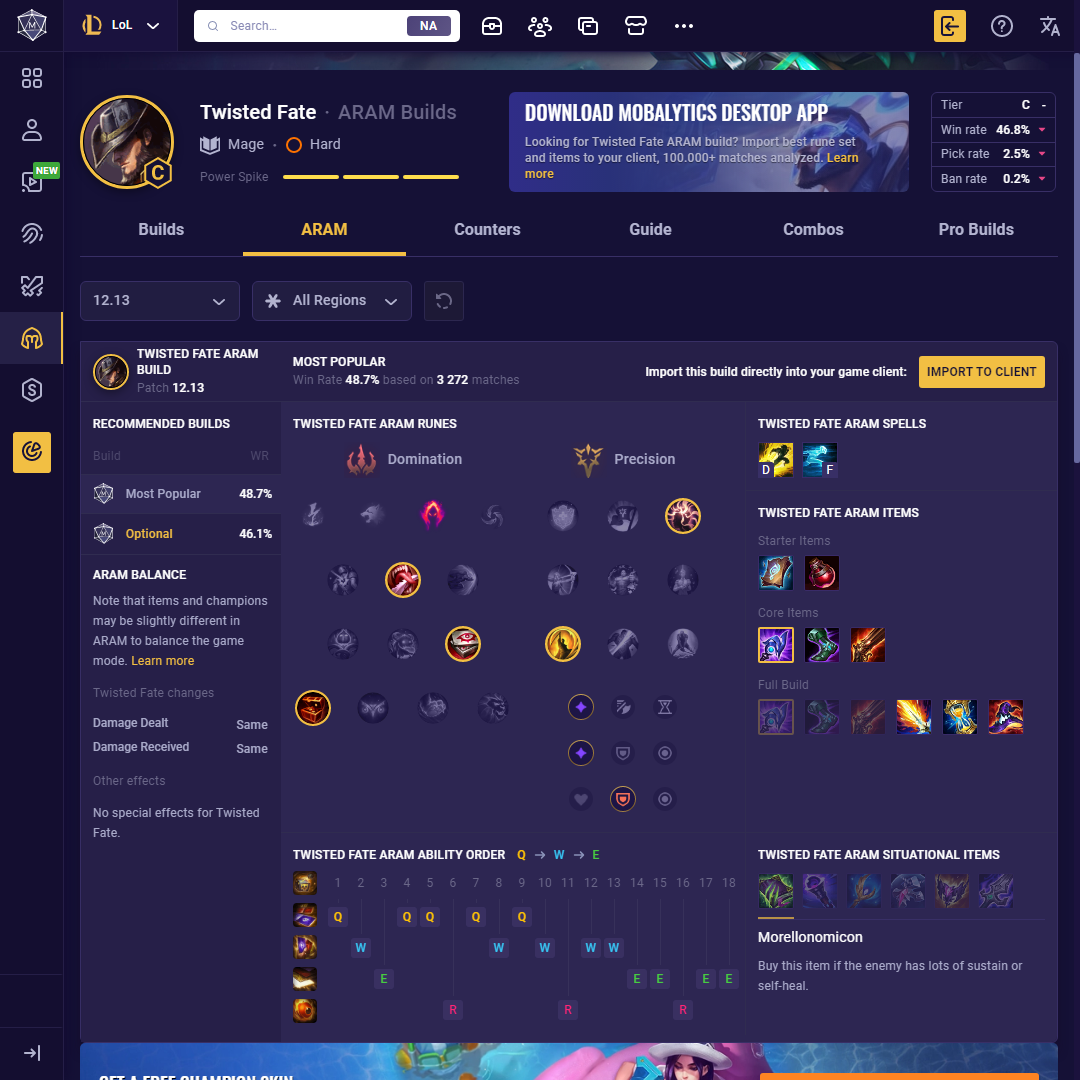 LoL
Search...
NA
NEW
Twisted Fate · ARAM Builds
Mage · Hard
Power Spike
C
DOWNLOAD MOBALYTICS DESKTOP APP
Looking for Twisted Fate ARAM build? Import best rune set
and items to your client, 100.000+ matches analyzed. Learn
more
Tier C -
Win rate 46.8%
Pick rate 2.5%
Ban rate 0.2%
Builds
ARAM
Counters
Guide
Combos
Pro Builds
12.13
All Regions
TWISTED FATE ARAM
BUILD
Patch 12.13
MOST POPULAR
Win Rate 48.7% based on 3 272 matches
Import this build directly into your game client:
IMPORT TO CLIENT
RECOMMENDED BUILDS
Build WR
Most Popular 48.7%
Optional 46.1%
ARAM BALANCE
Note that items and champions
may be slightly different in
ARAM to balance the game
mode. Learn more
Twisted Fate changes
Damage Dealt Same
Damage Received Same
Other effects
No special effects for Twisted
Fate.
TWISTED FATE ARAM RUNES
Domination
Precision
TWISTED FATE ARAM SPELLS
D F
TWISTED FATE ARAM ITEMS
Starter Items
Core Items
Full Build
TWISTED FATE ARAM ABILITY ORDER Q → W → E
1 2 3 4 5 6 7 8 9 10 11 12 13 14 15 16 17 18
Q Q Q Q Q
W W W W W
E E E E E
R R R
TWISTED FATE ARAM SITUATIONAL ITEMS
Morellonomicon
Buy this item if the enemy has lots of sustain or
self-heal.
GET A FREE CHAMPION SKIN